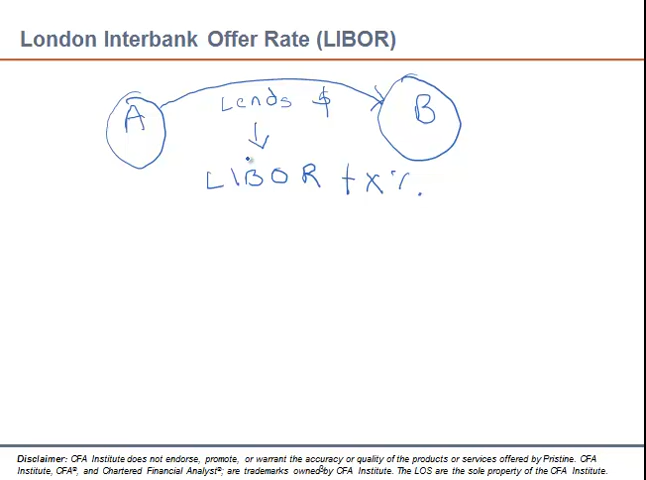 London Interbank Offer Rate (LIBOR)
A
Lends $
B
LIBOR + x%.
Disclaimer: CFA Institute does not endorse, promote, or warrant the accuracy or quality of the products or services offered by Pristine. CFA
Institute, CFA®, and Chartered Financial Analyst®; are trademarks owned by CFA Institute. The LOS are the sole property of the CFA Institute.